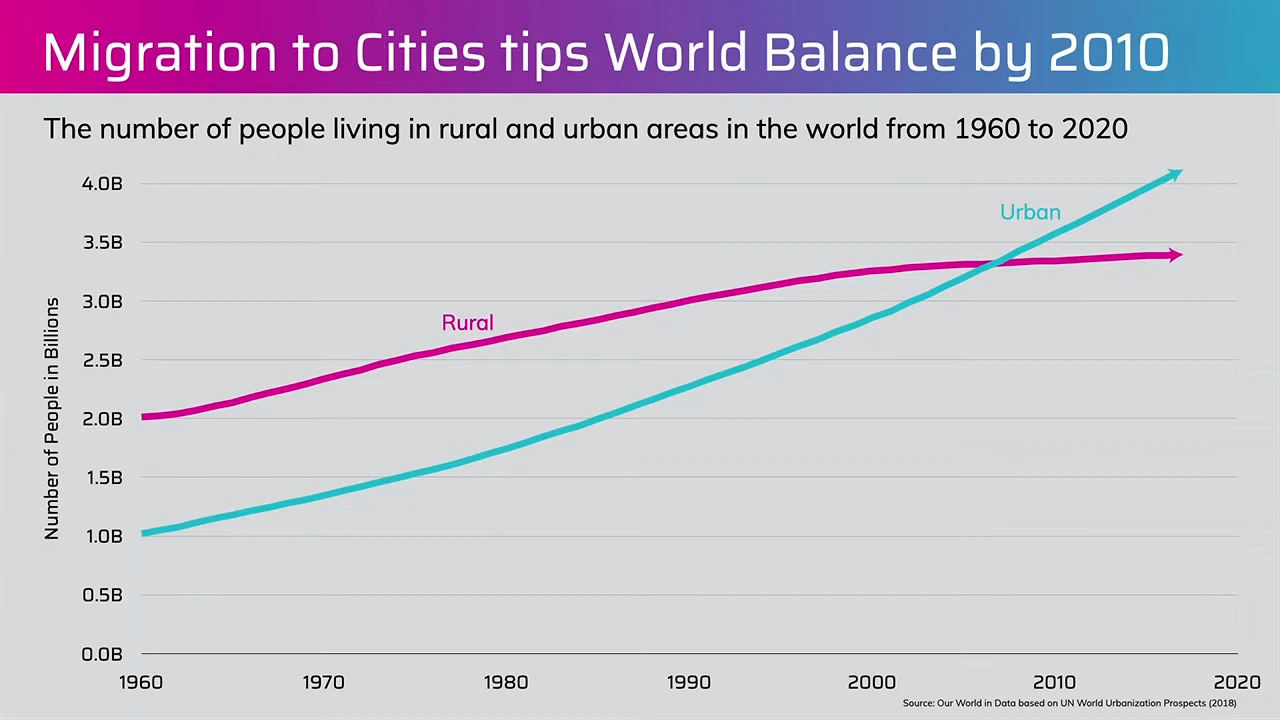 Migration to Cities tips World Balance by 2010
The number of people living in rural and urban areas in the world from 1960 to 2020
Number of People in Billions
4.0B
3.5B
3.0B
2.5B
2.0B
1.5B
1.0B
0.5B
0.0B
Urban
Rural
1960 1970 1980 1990 2000 2010 2020
Source: Our World in Data based on UN World Urbanization Prospects (2018)